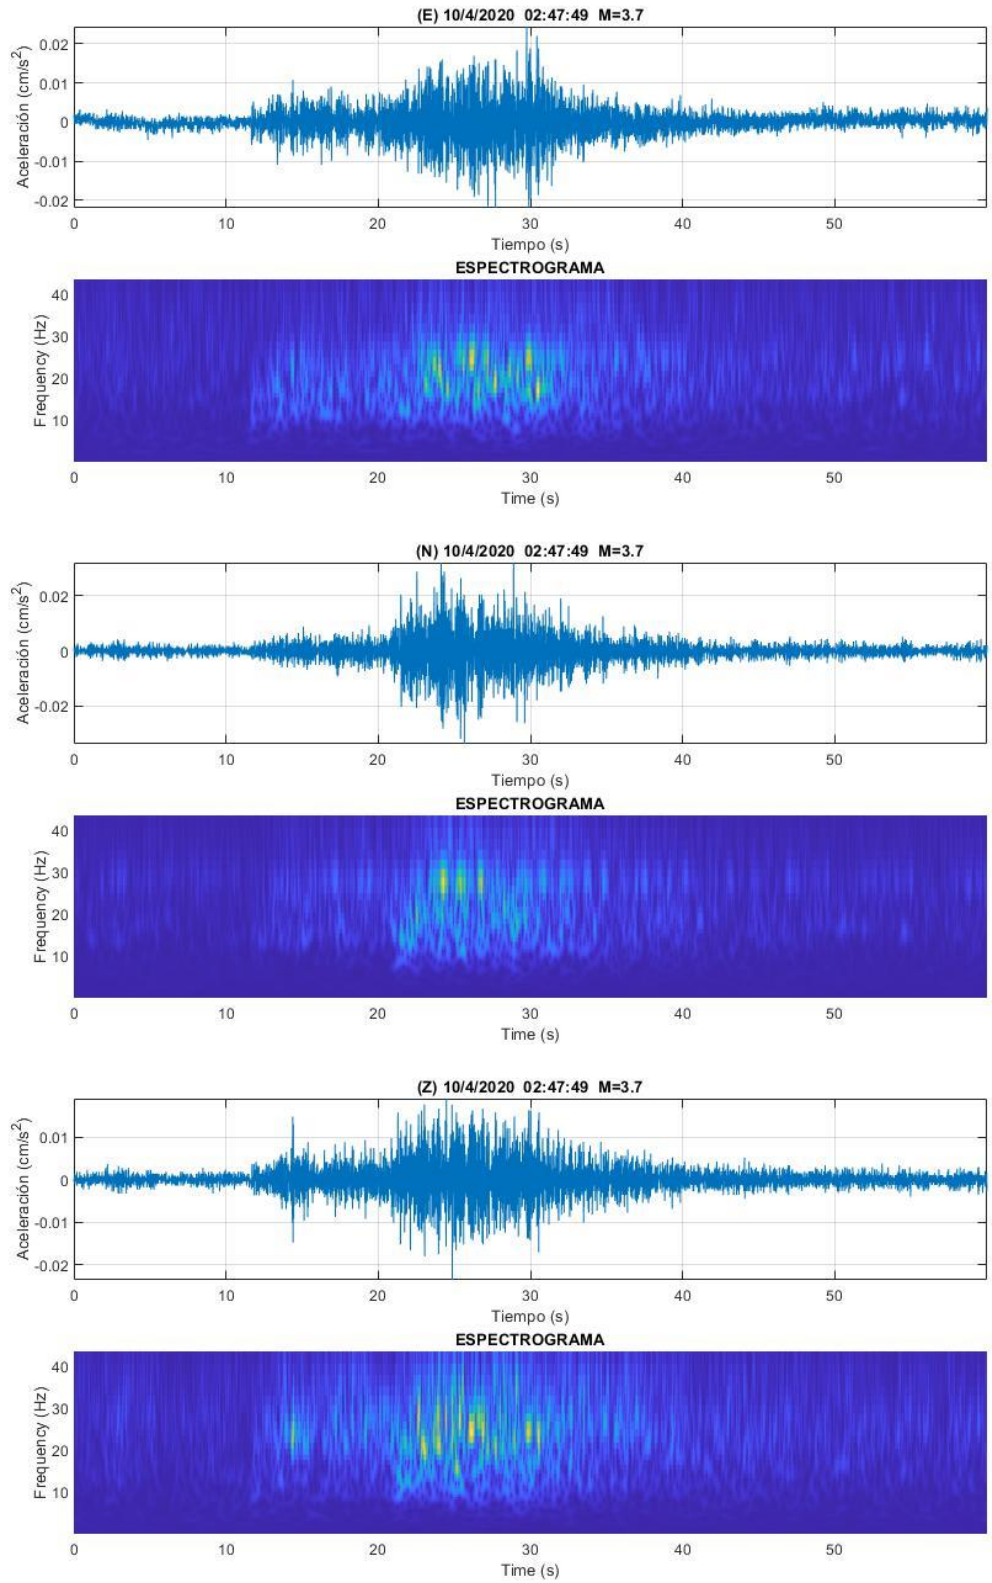 (E) 10/4/2020 02:47:49 M=3.7
Aceleración (cm/s²)
0.02
0.01
0
-0.01
-0.02
0 10 20 30 40 50
Tiempo (s)
ESPECTROGRAMA
Frequency (Hz)
40
30
20
10
0 10 20 30 40 50
Time (s)
(N) 10/4/2020 02:47:49 M=3.7
Aceleración (cm/s²)
0.02
0
-0.02
0 10 20 30 40 50
Tiempo (s)
ESPECTROGRAMA
Frequency (Hz)
40
30
20
10
0 10 20 30 40 50
Time (s)
(Z) 10/4/2020 02:47:49 M=3.7
Aceleración (cm/s²)
0.01
0
-0.01
-0.02
0 10 20 30 40 50
Tiempo (s)
ESPECTROGRAMA
Frequency (Hz)
40
30
20
10
0 10 20 30 40 50
Time (s)